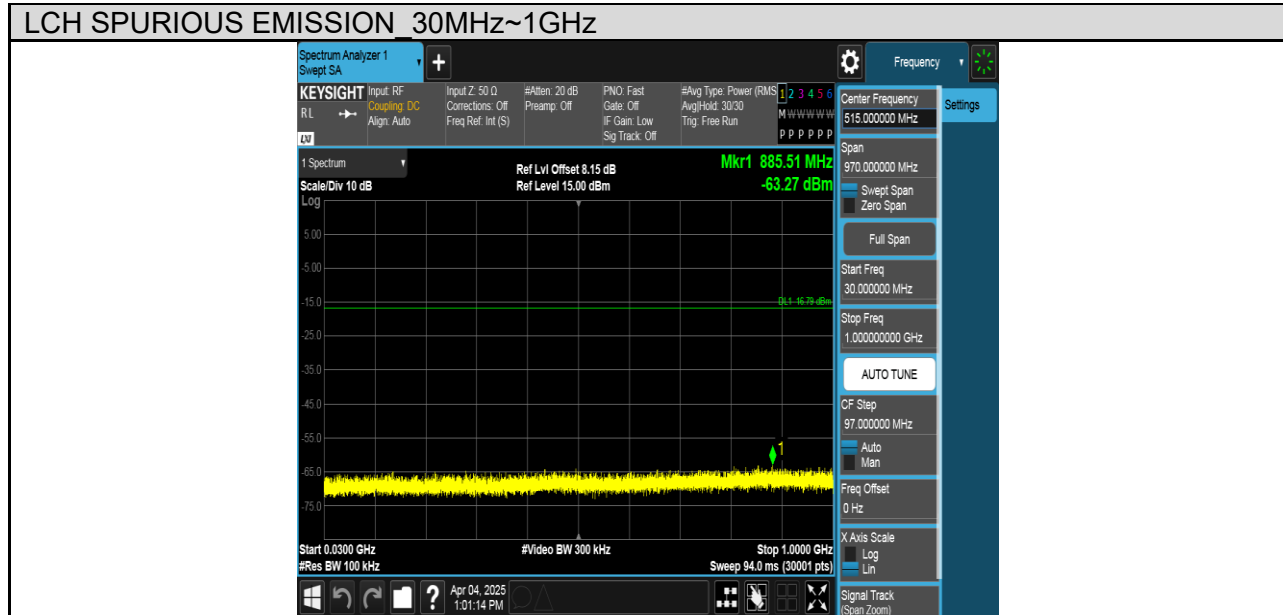 LCH SPURIOUS EMISSION_30MHz~1GHz
Spectrum Analyzer 1
Swept SA
+
Frequency
KEYSIGHT
RL
LXI
Input: RF
Coupling: DC
Align: Auto
Input Z: 50 Ω
Corrections: Off
Freq Ref: Int (S)
#Atten: 20 dB
Preamp: Off
PNO: Fast
Gate: Off
IF Gain: Low
Sig Track: Off
#Avg Type: Power (RMS
Avg|Hold: 30/30
Trig: Free Run
1 2 3 4 5 6
M W W W W W
P P P P P P
1 Spectrum
Scale/Div 10 dB
Ref Lvl Offset 8.15 dB
Ref Level 15.00 dBm
Mkr1 885.51 MHz
-63.27 dBm
Log
5.00
-5.00
-15.0
DL1 -16.79 dBm
-25.0
-35.0
-45.0
-55.0
1
-65.0
-75.0
Start 0.0300 GHz
#Video BW 300 kHz
Stop 1.0000 GHz
#Res BW 100 kHz
Sweep 94.0 ms (30001 pts)
?
Apr 04, 2025
1:01:14 PM
Center Frequency
515.000000 MHz
Settings
Span
970.000000 MHz
Swept Span
Zero Span
Full Span
Start Freq
30.000000 MHz
Stop Freq
1.000000000 GHz
AUTO TUNE
CF Step
97.000000 MHz
Auto
Man
Freq Offset
0 Hz
X Axis Scale
Log
Lin
Signal Track
(Span Zoom)